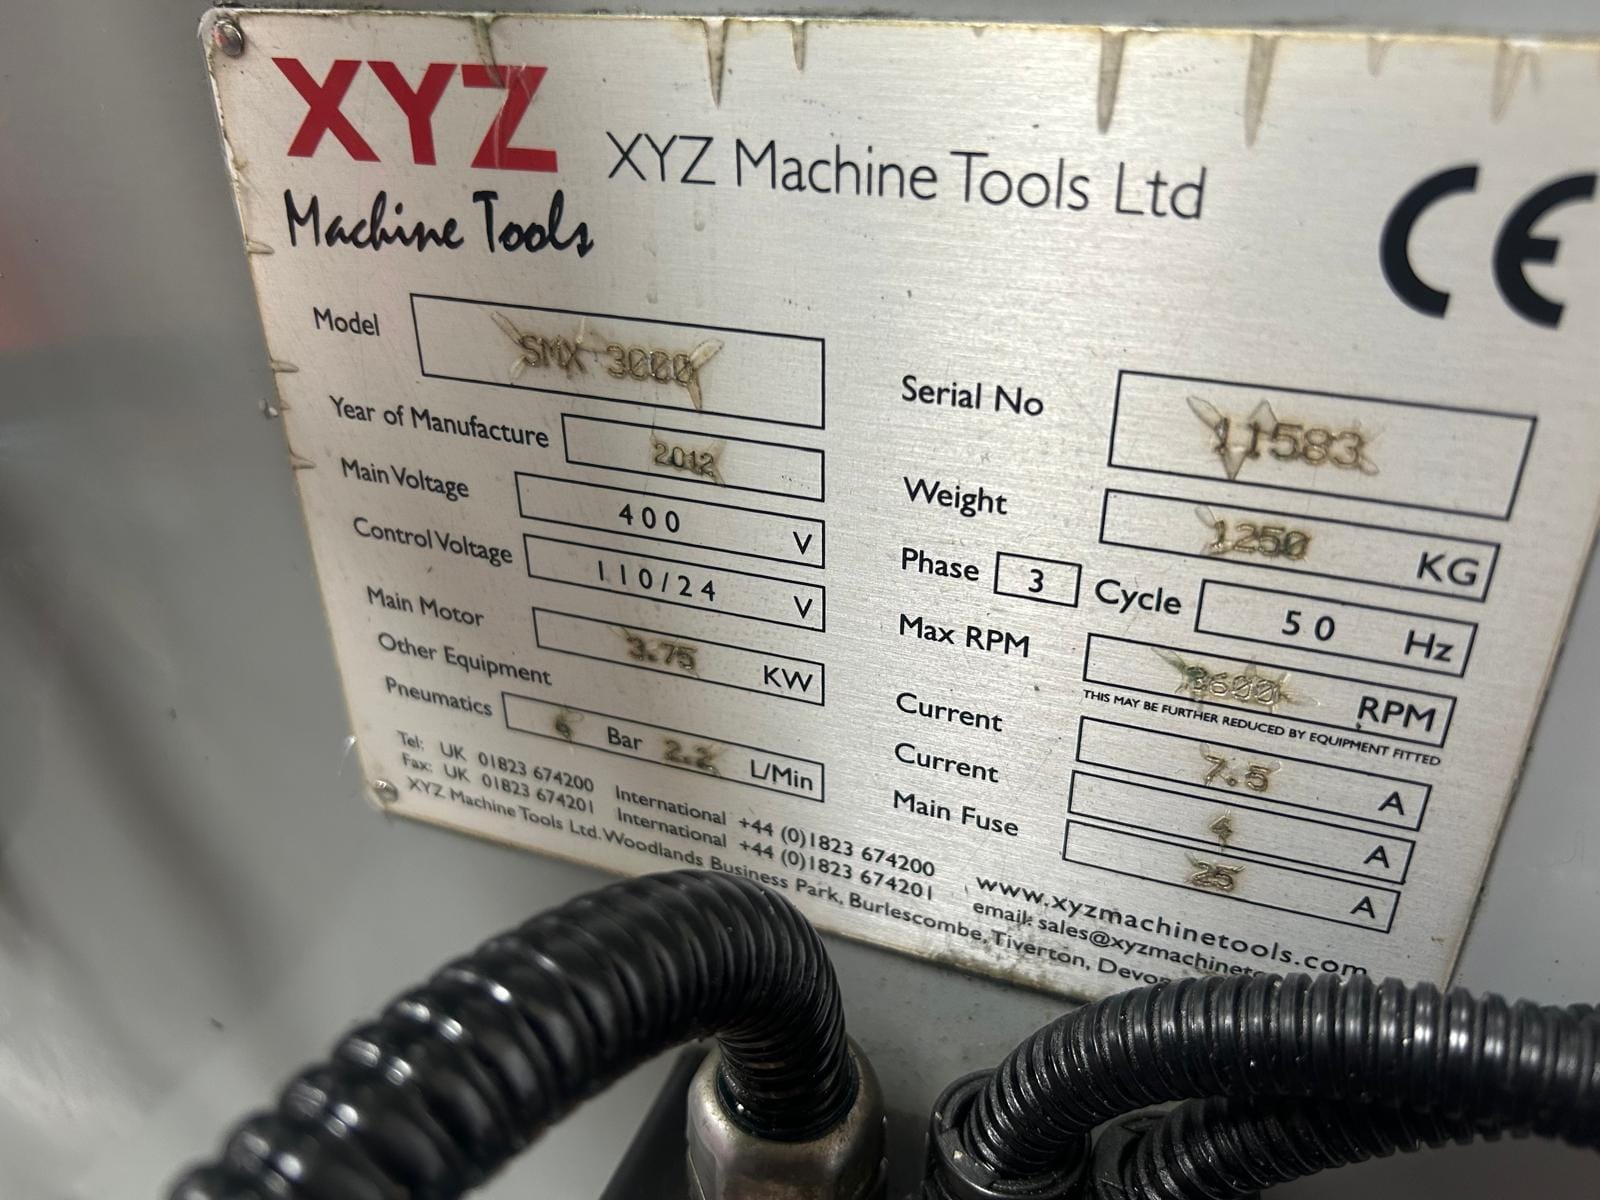 XYZ
Machine Tools
XYZ Machine Tools Ltd
CE
Model SMX 3000
Year of Manufacture 2012
Main Voltage 400 V
Control Voltage 110/24 V
Main Motor 3.75 KW
Other Equipment
Pneumatics 6 Bar 2.2 L/Min
Serial No 11583
Weight 1250 KG
Phase 3 Cycle 50 Hz
Max RPM 3600 RPM
THIS MAY BE FURTHER REDUCED BY EQUIPMENT FITTED
Current 7.5 A
Current 4 A
Main Fuse 25 A
Tel: UK 01823 674200 International +44 (0)1823 674200 www.xyzmachinetools.com
Fax: UK 01823 674201 International +44 (0)1823 674201 email: sales@xyzmachineto
XYZ Machine Tools Ltd. Woodlands Business Park, Burlescombe, Tiverton, Devon